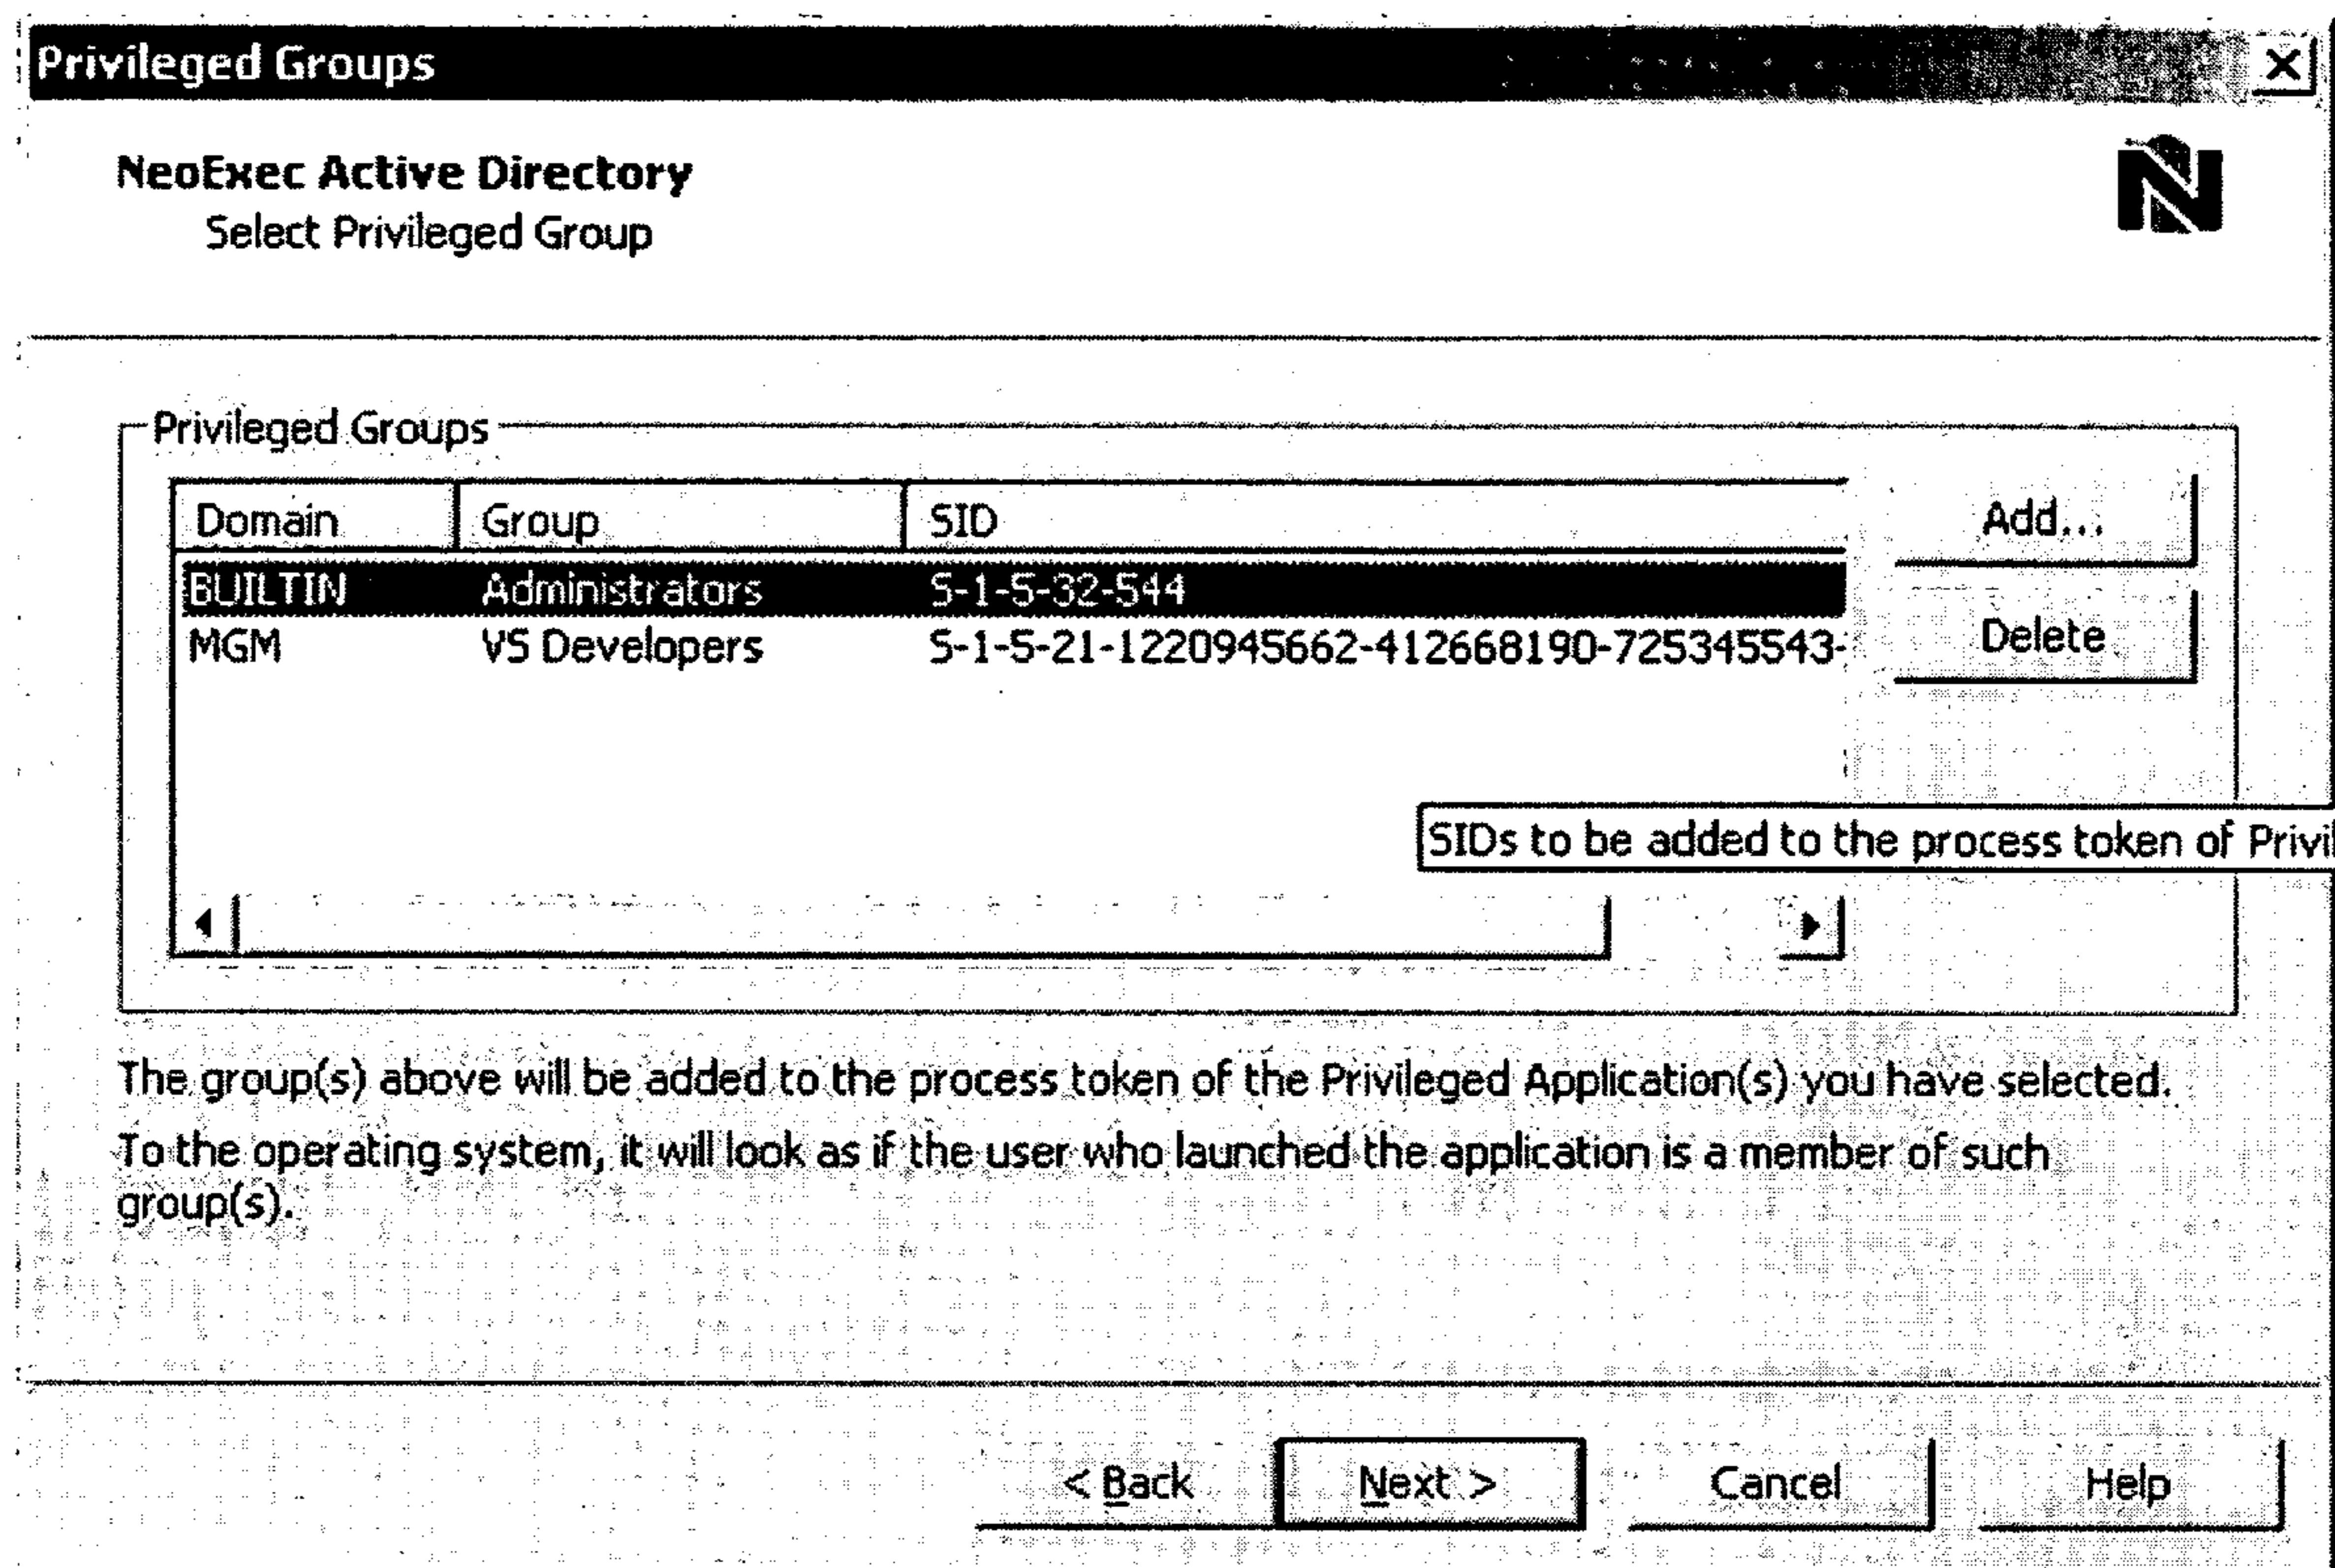 Privileged Groups
NeoExec Active Directory
Select Privileged Group
Privileged Groups
Domain Group SID
BUILTIN Administrators S-1-5-32-544
MGM VS Developers S-1-5-21-1220945662-412668190-725345543-
Add...
Delete
SIDs to be added to the process token of Privil
The group(s) above will be added to the process token of the Privileged Application(s) you have selected.
To the operating system, it will look as if the user who launched the application is a member of such
group(s).
< Back Next > Cancel Help